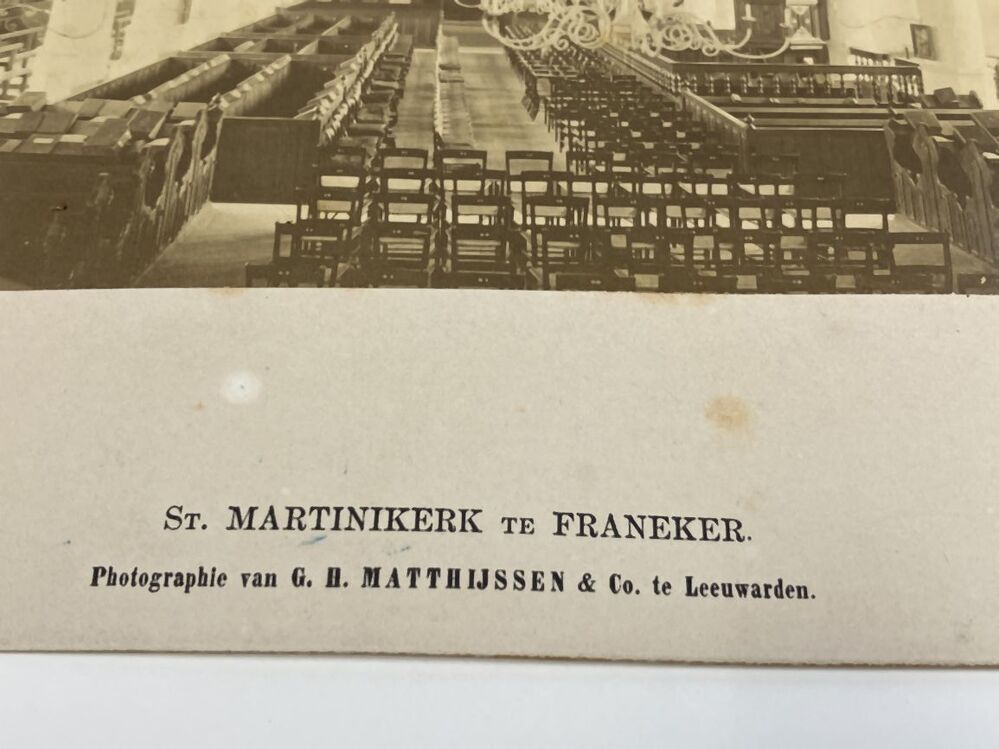 St. MARTINIKERK TE FRANEKER.
Photographie van G. H. MATTHIJSSEN & Co. te Leeuwarden.